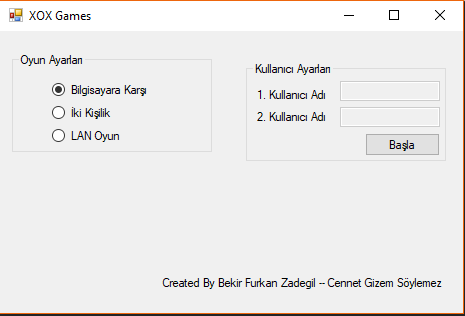 XOX Games
Oyun Ayarları
Bilgisayara Karşı
İki Kişilik
LAN Oyun
Kullanıcı Ayarları
1. Kullanıcı Adı
2. Kullanıcı Adı
Başla
Created By Bekir Furkan Zadegil -- Cennet Gizem Söylemez